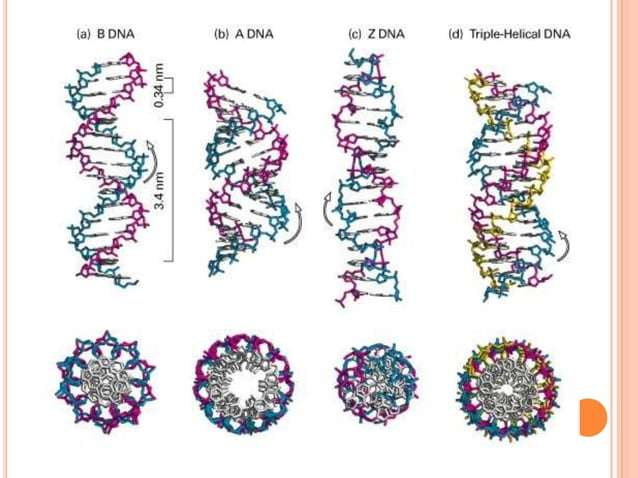 (a) B DNA
(b) A DNA
(c) Z DNA
(d) Triple-Helical DNA
0.34 nm
3.4 nm